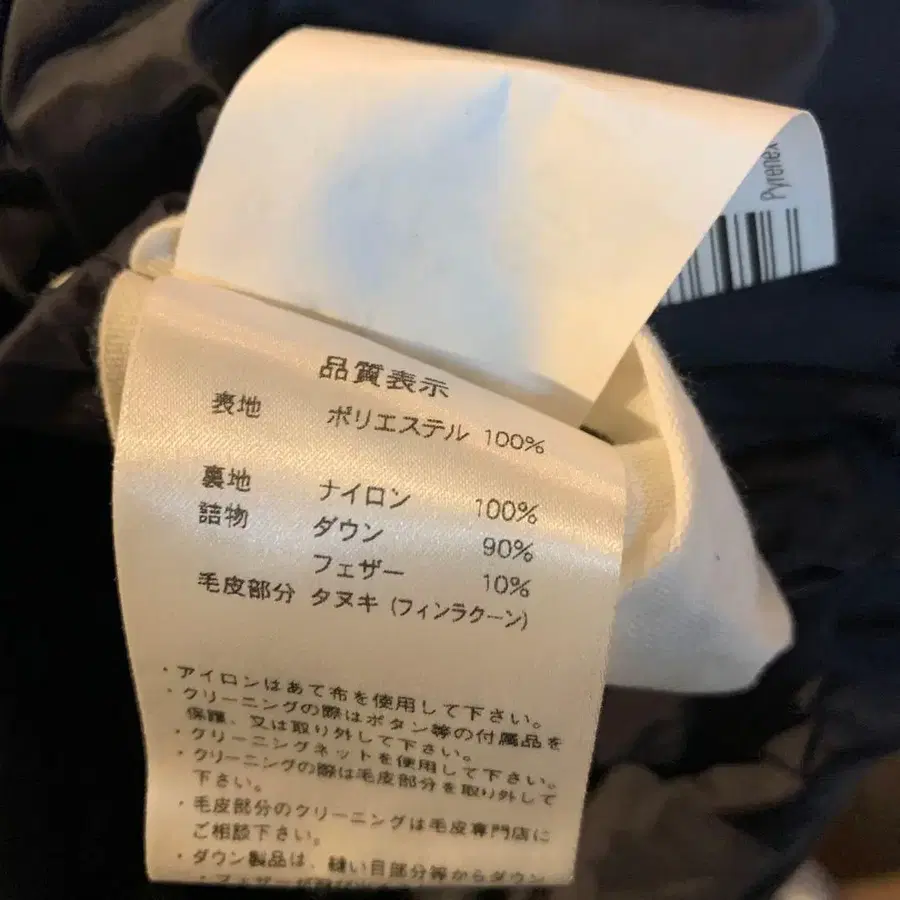 Pyrenex
品質表示
表地 ポリエステル 100%
裏地 ナイロン 100%
詰物 ダウン 90%
フェザー 10%
毛皮部分 タヌキ (フィンラクーン)
・アイロンはあて布を使用して下さい。
・クリーニングの際はボタン等の付属品を
保護、又は取り外して下さい。
・クリーニングネットを使用して下さい。
・クリーニングの際は毛皮部分を取り外して
下さい。
・毛皮部分のクリーニングは毛皮専門店に
ご相談下さい。
・ダウン製品は、縫い目部分等からダウン
・フェザーが